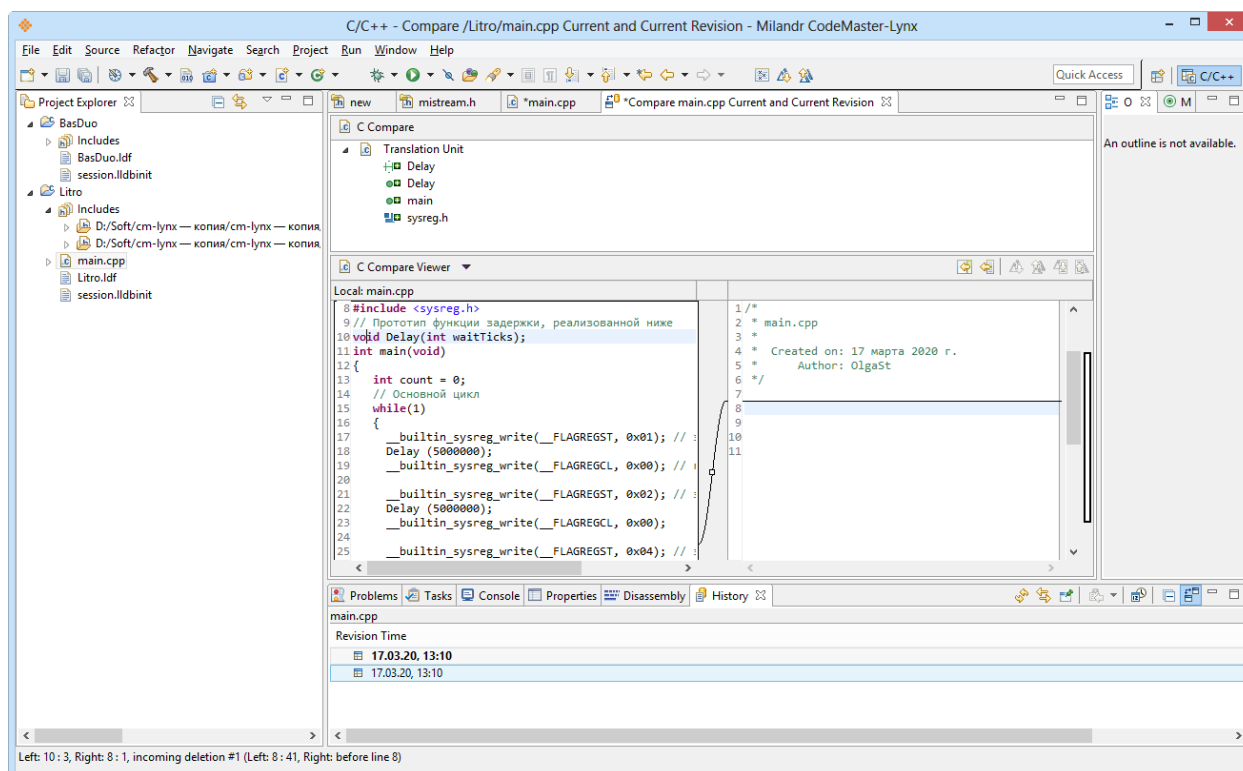 C/C++ - Compare /Litro/main.cpp Current and Current Revision - Milandr CodeMaster-Lynx
File Edit Source Refactor Navigate Search Project Run Window Help
Quick Access
C/C++
Project Explorer
BasDuo
Includes
BasDuo.ldf
session.lldbinit
Litro
Includes
D:/Soft/cm-lynx — копия/cm-lynx — копия
D:/Soft/cm-lynx — копия/cm-lynx — копия
main.cpp
Litro.ldf
session.lldbinit
new mistream.h *main.cpp *Compare main.cpp Current and Current Revision
C Compare
Translation Unit
Delay
Delay
main
sysreg.h
C Compare Viewer
Local: main.cpp
8 #include <sysreg.h>
9 // Прототип функции задержки, реализованной ниже
10 void Delay(int waitTicks);
11 int main(void)
12 {
13 int count = 0;
14 // Основной цикл
15 while(1)
16 {
17 __builtin_sysreg_write(__FLAGREGST, 0x01); //
18 Delay (5000000);
19 __builtin_sysreg_write(__FLAGREGCL, 0x00); //
20
21 __builtin_sysreg_write(__FLAGREGST, 0x02); //
22 Delay (5000000);
23 __builtin_sysreg_write(__FLAGREGCL, 0x00);
24
25 __builtin_sysreg_write(__FLAGREGST, 0x04); //
1 /*
2 * main.cpp
3 *
4 * Created on: 17 марта 2020 г.
5 * Author: OlgaSt
6 */
7
8
9
10
11
O M
An outline is not available.
Problems Tasks Console Properties Disassembly History
main.cpp
Revision Time
17.03.20, 13:10
17.03.20, 13:10
Left: 10 : 3, Right: 8 : 1, incoming deletion #1 (Left: 8 : 41, Right: before line 8)